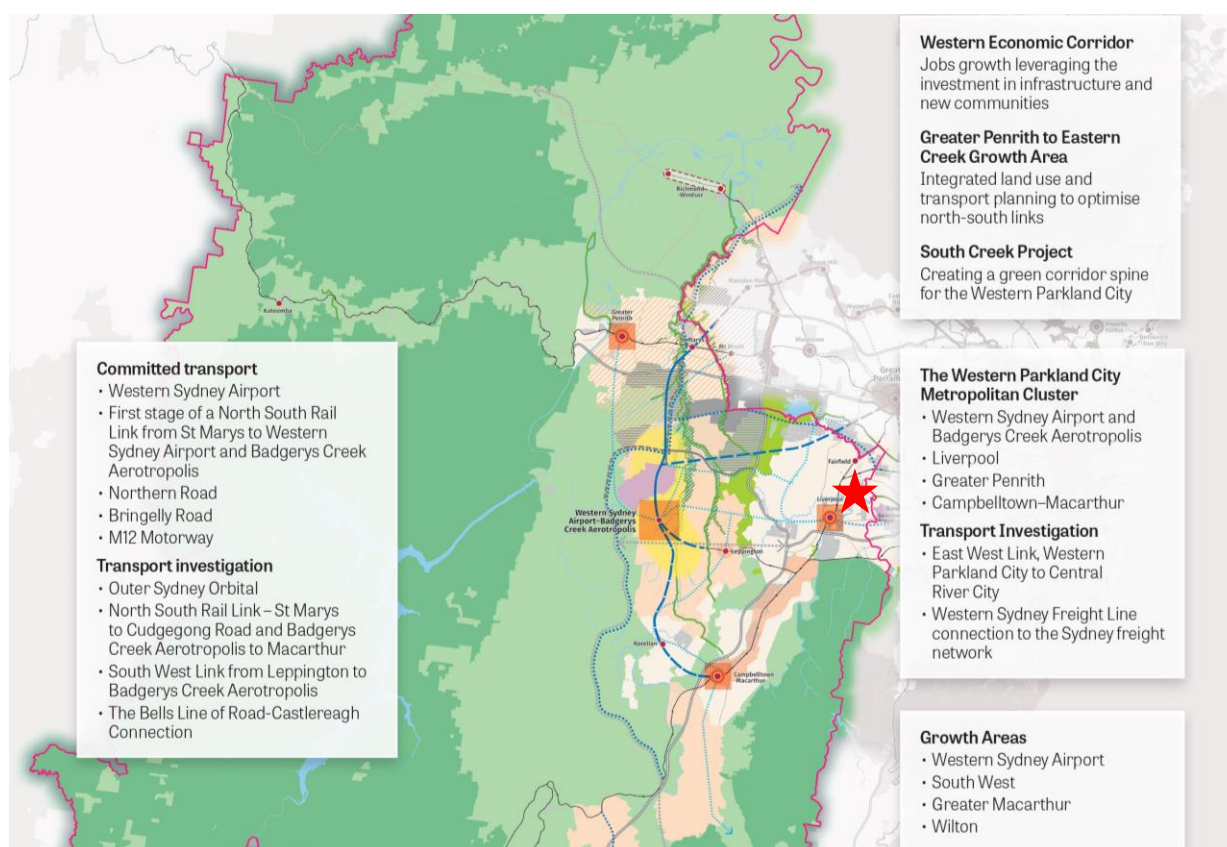 Western Economic Corridor
Jobs growth leveraging the
investment in infrastructure and
new communities
Greater Penrith to Eastern
Creek Growth Area
Integrated land use and
transport planning to optimise
north-south links
South Creek Project
Creating a green corridor spine
for the Western Parkland City
Richmond–
Windsor
Katoomba
Greater
Penrith
Marsden Park
Blacktown
Committed transport
• Western Sydney Airport
• First stage of a North South Rail
Link from St Marys to Western
Sydney Airport and Badgerys Creek
Aerotropolis
• Northern Road
• Bringelly Road
• M12 Motorway
Transport investigation
• Outer Sydney Orbital
• North South Rail Link – St Marys
to Cudgegong Road and Badgerys
Creek Aerotropolis to Macarthur
• South West Link from Leppington to
Badgerys Creek Aerotropolis
• The Bells Line of Road-Castlereagh
Connection
Fairfield
Liverpool
Western Sydney
Airport–Badgerys
Creek Aerotropolis
Leppington
Narellan
Campbelltown
–Macarthur
The Western Parkland City
Metropolitan Cluster
• Western Sydney Airport and
Badgerys Creek Aerotropolis
• Liverpool
• Greater Penrith
• Campbelltown–Macarthur
Transport Investigation
• East West Link, Western
Parkland City to Central
River City
• Western Sydney Freight Line
connection to the Sydney freight
network
Growth Areas
• Western Sydney Airport
• South West
• Greater Macarthur
• Wilton